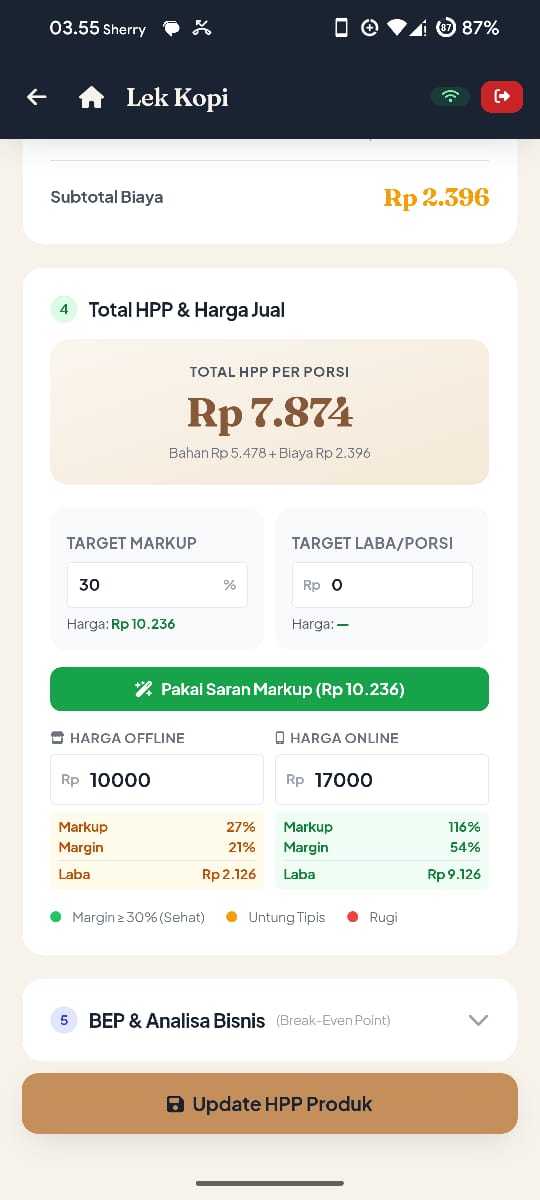 03.55 Sherry
87 87%
Lek Kopi
Subtotal Biaya Rp 2.396
4 Total HPP & Harga Jual
TOTAL HPP PER PORSI
Rp 7.874
Bahan Rp 5.478 + Biaya Rp 2.396
TARGET MARKUP
30 %
Harga: Rp 10.236
TARGET LABA/PORSI
Rp 0
Harga: —
Pakai Saran Markup (Rp 10.236)
HARGA OFFLINE
Rp 10000
Markup 27%
Margin 21%
Laba Rp 2.126
HARGA ONLINE
Rp 17000
Markup 116%
Margin 54%
Laba Rp 9.126
Margin ≥ 30% (Sehat) Untung Tipis Rugi
5 BEP & Analisa Bisnis (Break-Even Point)
Update HPP Produk